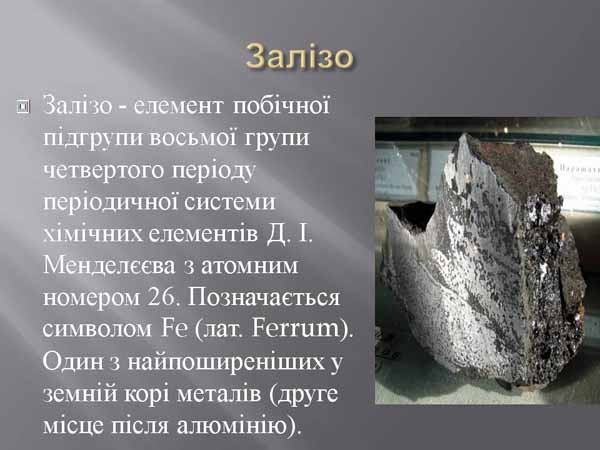 Залізо
Залізо - елемент побічної
підгрупи восьмої групи
четвертого періоду
періодичної системи
хімічних елементів Д. І.
Менделєєва з атомним
номером 26. Позначається
символом Fe (лат. Ferrum).
Один з найпоширеніших у
земній корі металів (друге
місце після алюмінію).